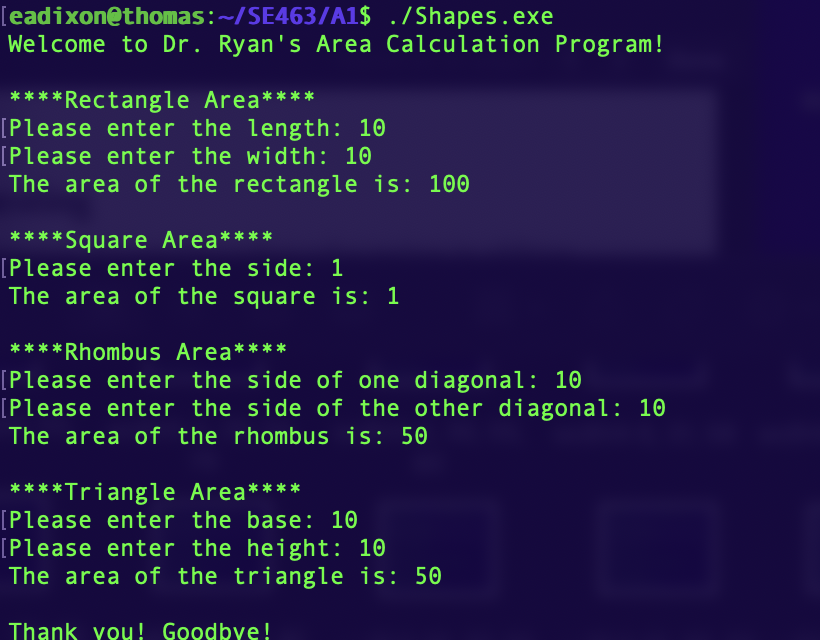 [eadixon@thomas:~/SE463/A1$ ./Shapes.exe
Welcome to Dr. Ryan's Area Calculation Program!
****Rectangle Area****
[Please enter the length: 10
[Please enter the width: 10
The area of the rectangle is: 100
****Square Area****
[Please enter the side: 1
The area of the square is: 1
****Rhombus Area****
[Please enter the side of one diagonal: 10
[Please enter the side of the other diagonal: 10
The area of the rhombus is: 50
****Triangle Area****
[Please enter the base: 10
[Please enter the height: 10
The area of the triangle is: 50
Thank you! Goodbye!